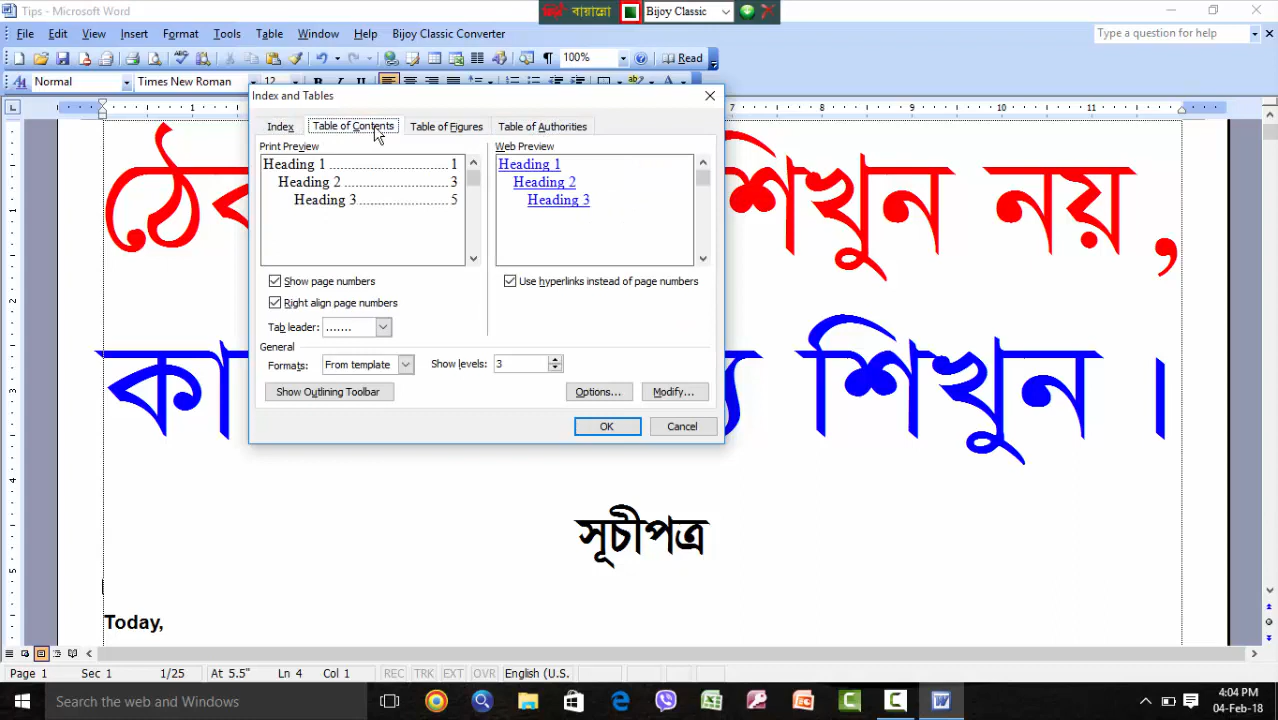 Tips - Microsoft Word
বায়ান্নো
Bijoy Classic
File Edit View Insert Format Tools Table Window Help Bijoy Classic Converter
Type a question for help
100%
Read
Normal
Times New Roman
12
Index and Tables
Index
Table of Contents
Table of Figures
Table of Authorities
Print Preview
Heading 1 ........................... 1
Heading 2 ........................ 3
Heading 3 ..................... 5
Web Preview
Heading 1
Heading 2
Heading 3
Show page numbers
Use hyperlinks instead of page numbers
Right align page numbers
Tab leader: .......
General
Formats: From template
Show levels: 3
Show Outlining Toolbar
Options...
Modify...
OK
Cancel
শিখুন নয়,
শিখুন।
সূচীপত্র
Today,
Page 1 Sec 1 1/25 At 5.5" Ln 4 Col 1 REC TRK EXT OVR English (U.S.
Search the web and Windows
4:04 PM
04-Feb-18